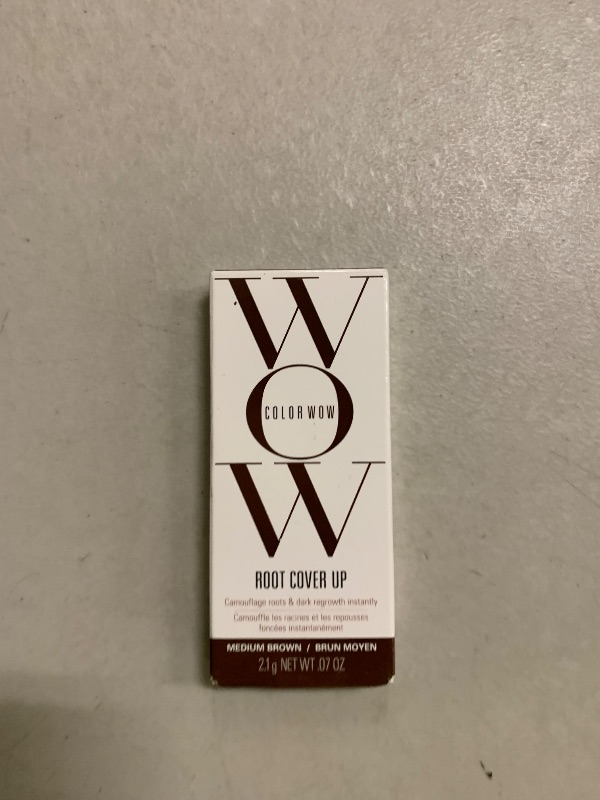 W
O
COLOR WOW
W
ROOT COVER UP
Camouflage roots & dark regrowth instantly
Camoufle les racines et les repousses
foncées instantanément
MEDIUM BROWN / BRUN MOYEN
2.1 g NET WT .07 OZ